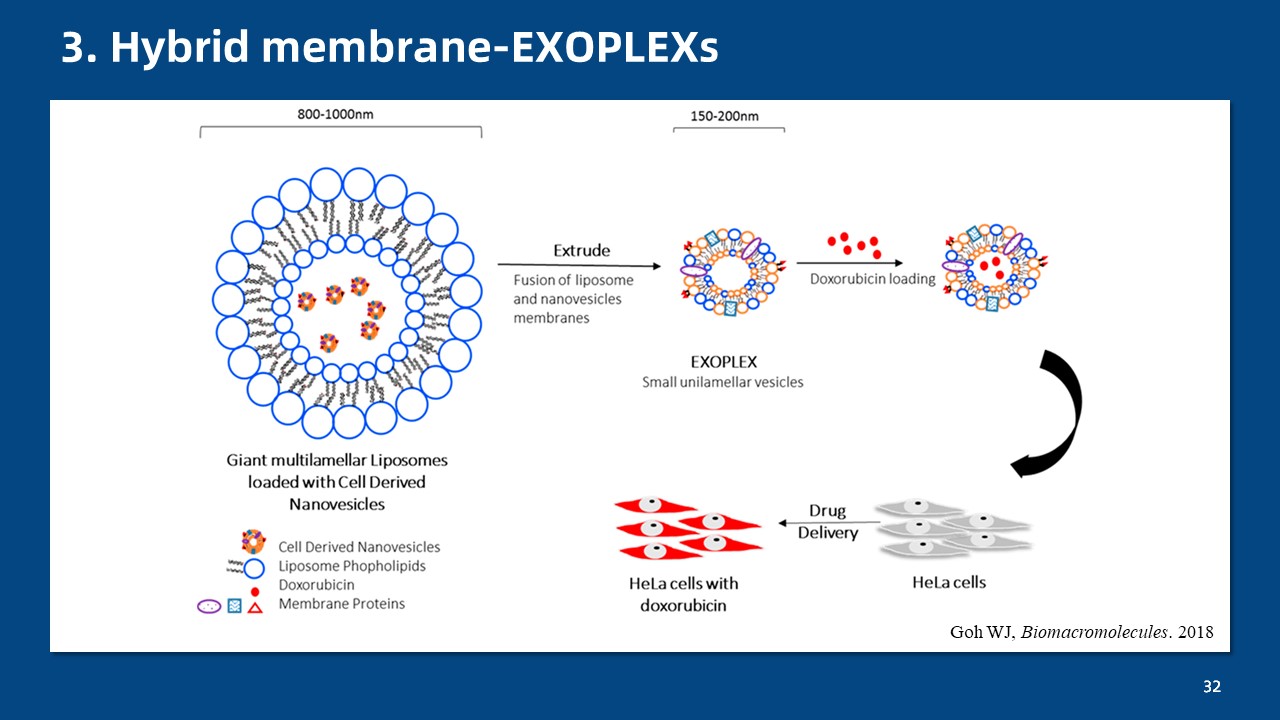 3. Hybrid membrane-EXOPLEXs
800-1000nm
150-200nm
Extrude
Fusion of liposome
and nanovesicles
membranes
Doxorubicin loading
EXOPLEX
Small unilamellar vesicles
Giant multilamellar Liposomes
loaded with Cell Derived
Nanovesicles
Cell Derived Nanovesicles
Liposome Phopholipids
Doxorubicin
Membrane Proteins
Drug
Delivery
HeLa cells with
doxorubicin
HeLa cells
Goh WJ, Biomacromolecules. 2018
32